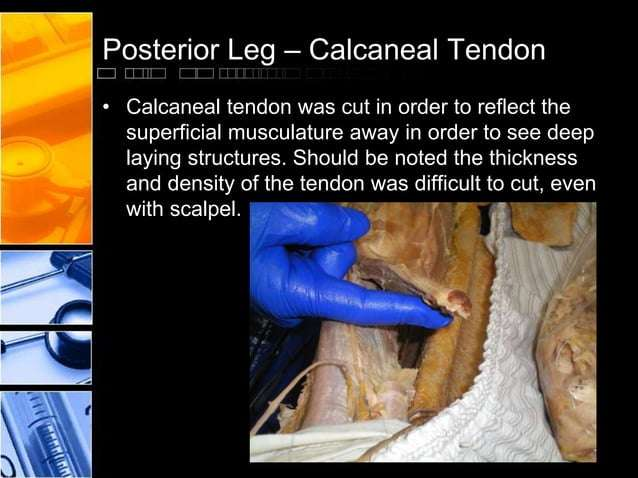 Posterior Leg – Calcaneal Tendon
• Calcaneal tendon was cut in order to reflect the
superficial musculature away in order to see deep
laying structures. Should be noted the thickness
and density of the tendon was difficult to cut, even
with scalpel.